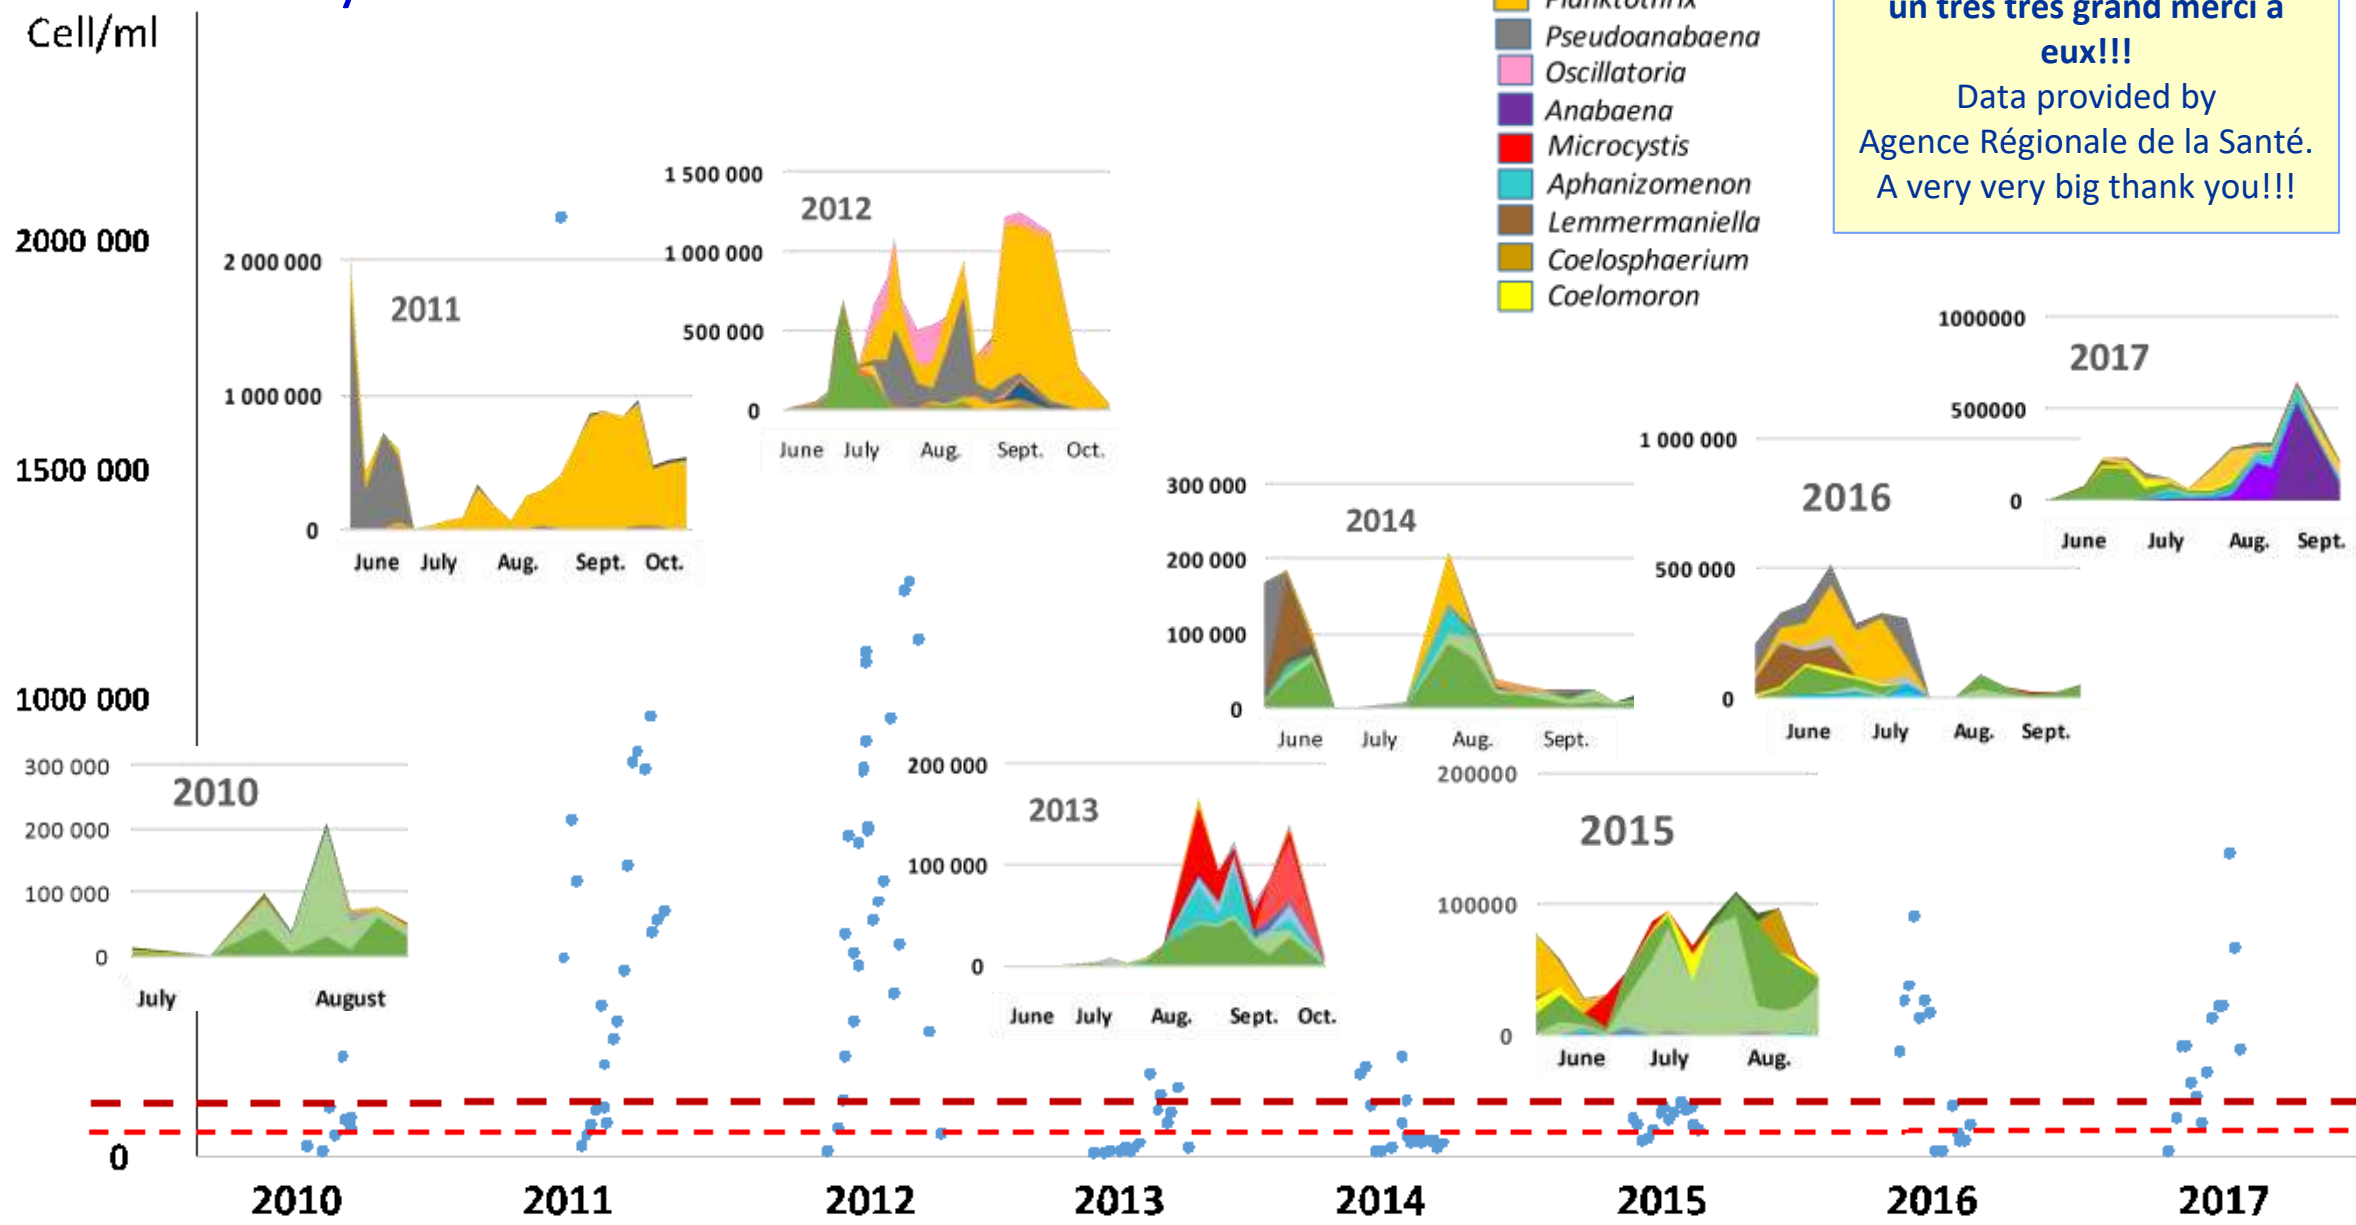 Cell/ml
2000 000
1500 000
1000 000
0
Planktothrix
Pseudoanabaena
Oscillatoria
Anabaena
Microcystis
Aphanizomenon
Lemmermaniella
Coelosphaerium
Coelomoron
un très très grand merci à
eux!!!
Data provided by
Agence Régionale de la Santé.
A very very big thank you!!!
2011
2 000 000
1 000 000
0
June July Aug. Sept. Oct.
2012
1 500 000
1 000 000
500 000
0
June July Aug. Sept. Oct.
2017
1000000
500000
0
June July Aug. Sept.
2014
300 000
200 000
100 000
0
June July Aug. Sept.
2016
1 000 000
500 000
0
June July Aug. Sept.
2010
300 000
200 000
100 000
0
July August
2013
200 000
100 000
0
June July Aug. Sept. Oct.
2015
200000
100000
0
June July Aug.
2010 2011 2012 2013 2014 2015 2016 2017